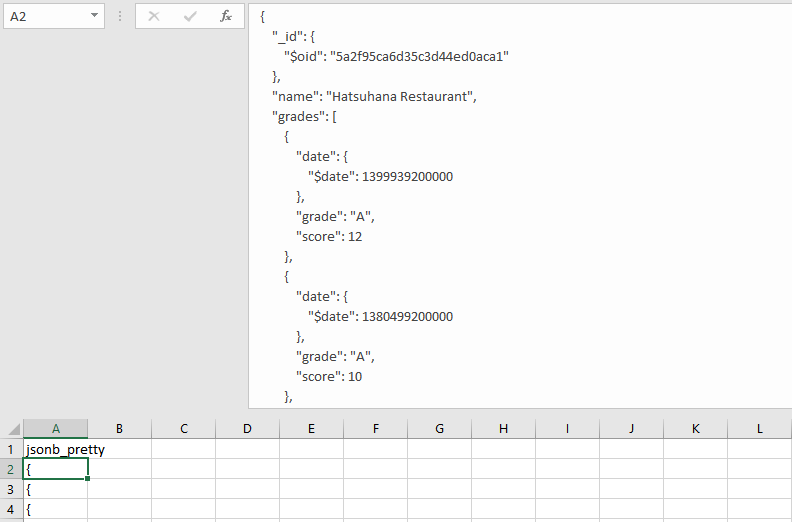 A2 fx
{
"_id": {
"$oid": "5a2f95ca6d35c3d44ed0aca1"
},
"name": "Hatsuhana Restaurant",
"grades": [
{
"date": {
"$date": 1399939200000
},
"grade": "A",
"score": 12
},
{
"date": {
"$date": 1380499200000
},
"grade": "A",
"score": 10
},
A B C D E F G H I J K L
1 jsonb_pretty
2 {
3 {
4 {